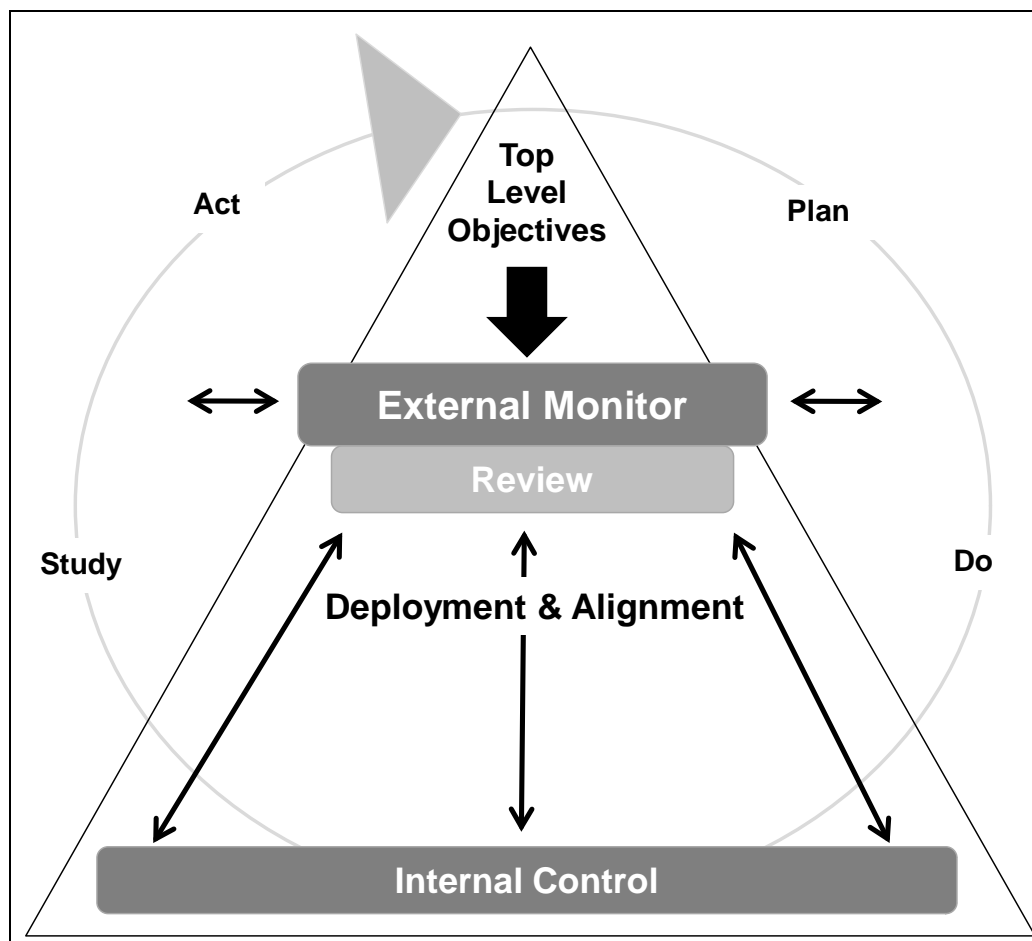 Top
Level
Objectives
Act
Plan
External Monitor
Review
Study
Do
Deployment & Alignment
Internal Control